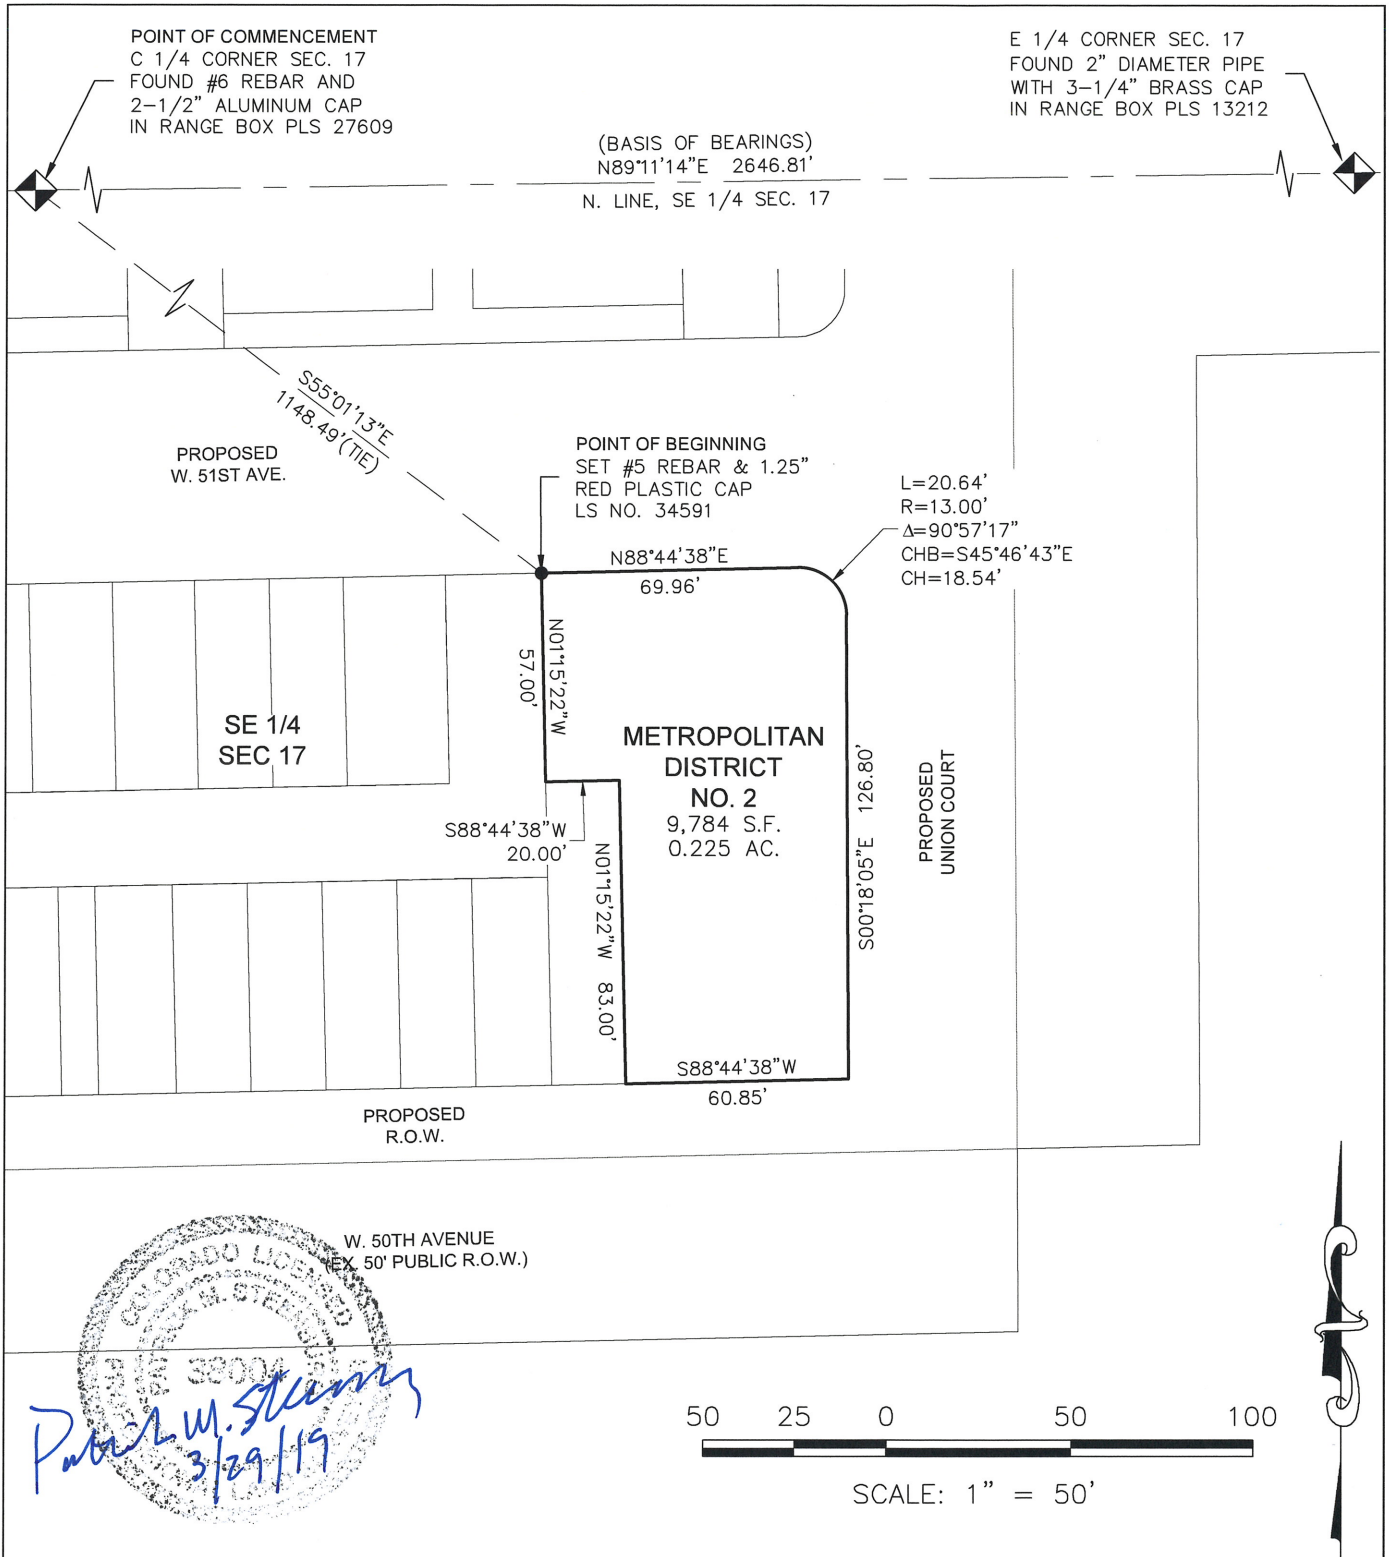 POINT OF COMMENCEMENT
C 1/4 CORNER SEC. 17
FOUND #6 REBAR AND
2-1/2" ALUMINUM CAP
IN RANGE BOX PLS 27609
E 1/4 CORNER SEC. 17
FOUND 2" DIAMETER PIPE
WITH 3-1/4" BRASS CAP
IN RANGE BOX PLS 13212
(BASIS OF BEARINGS)
N89°11'14"E 2646.81'
N. LINE, SE 1/4 SEC. 17
S55°01'13"E
1148.49'(TIE)
PROPOSED
W. 51ST AVE.
POINT OF BEGINNING
SET #5 REBAR & 1.25"
RED PLASTIC CAP
LS NO. 34591
L=20.64'
R=13.00'
Δ=90°57'17"
CHB=S45°46'43"E
CH=18.54'
N88°44'38"E
69.96'
N01°15'22"W
57.00'
SE 1/4
SEC 17
METROPOLITAN
DISTRICT
NO. 2
9,784 S.F.
0.225 AC.
S00°18'05"E 126.80'
PROPOSED
UNION COURT
S88°44'38"W
20.00'
N01°15'22"W 83.00'
S88°44'38"W
60.85'
PROPOSED
R.O.W.
W. 50TH AVENUE
(EX. 50' PUBLIC R.O.W.)
COLORADO LICENSED
3/29/19
50 25 0 50 100
SCALE: 1" = 50'